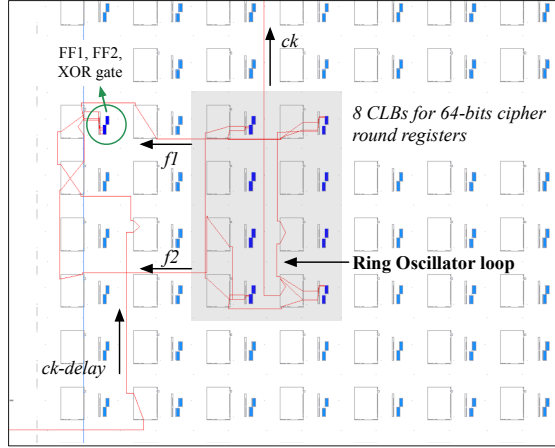 ck
FF1, FF2,
XOR gate
8 CLBs for 64-bits cipher
round registers
f1
f2
Ring Oscillator loop
ck-delay